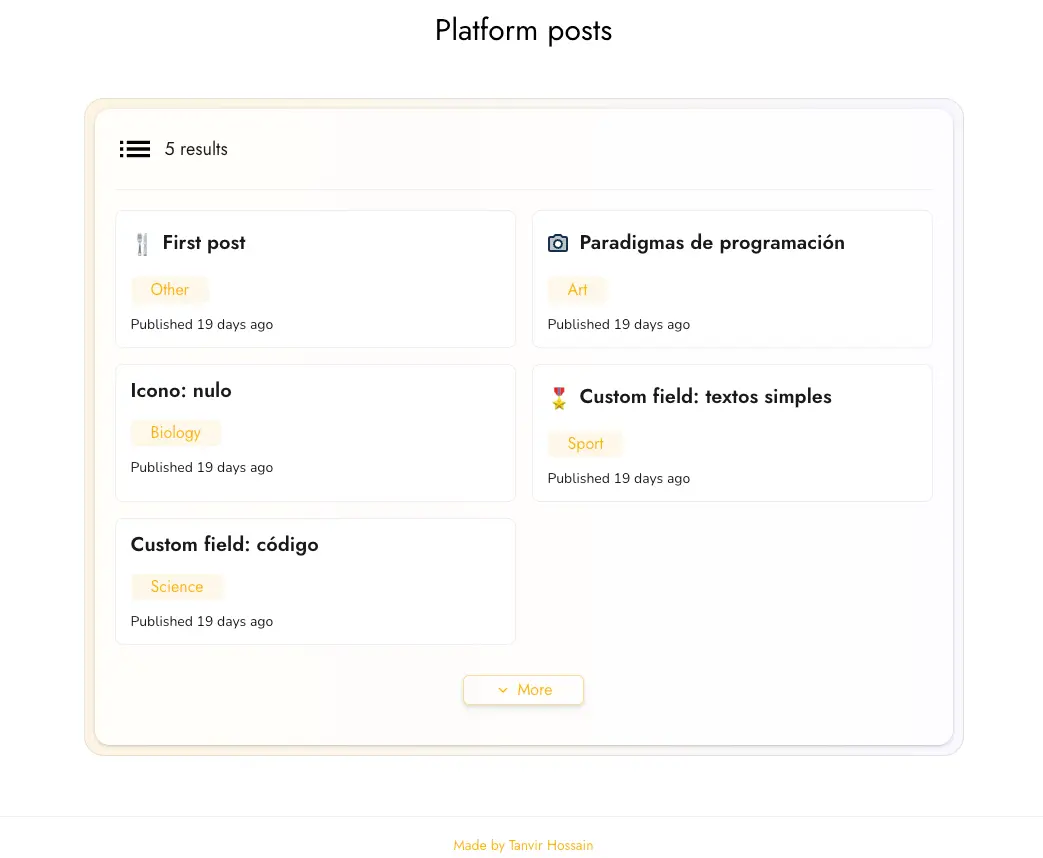 Platform posts
5 results
First post
Other
Published 19 days ago
Paradigmas de programación
Art
Published 19 days ago
Icono: nulo
Biology
Published 19 days ago
Custom field: textos simples
Sport
Published 19 days ago
Custom field: código
Science
Published 19 days ago
More
Made by Tanvir Hossain